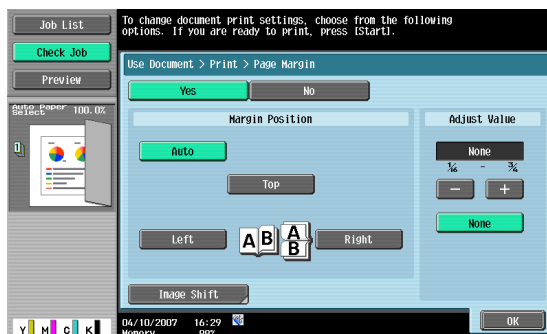 Job List
Check Job
Preview
Auto Paper Select 100.0%
Y M C K
To change document print settings, choose from the following
options. If you are ready to print, press [Start].
Use Document > Print > Page Margin
Yes
No
Margin Position
Auto
Top
Left
A B
A
B
Right
Image Shift
Adjust Value
None
1/16 - 3/4
−
+
None
04/10/2007 16:29
Memory 99%
OK